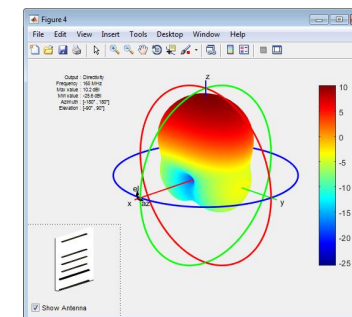 Figure 4
File Edit View Insert Tools Desktop Window Help
Output : Directivity
Frequency : 165 MHz
Max value : 10.2 dBi
Min value : -25.6 dBi
Azimuth : [-180° , 180°]
Elevation : [-90° , 90°]
z
el
x az
y
10
5
0
-5
-10
-15
-20
-25
Show Antenna